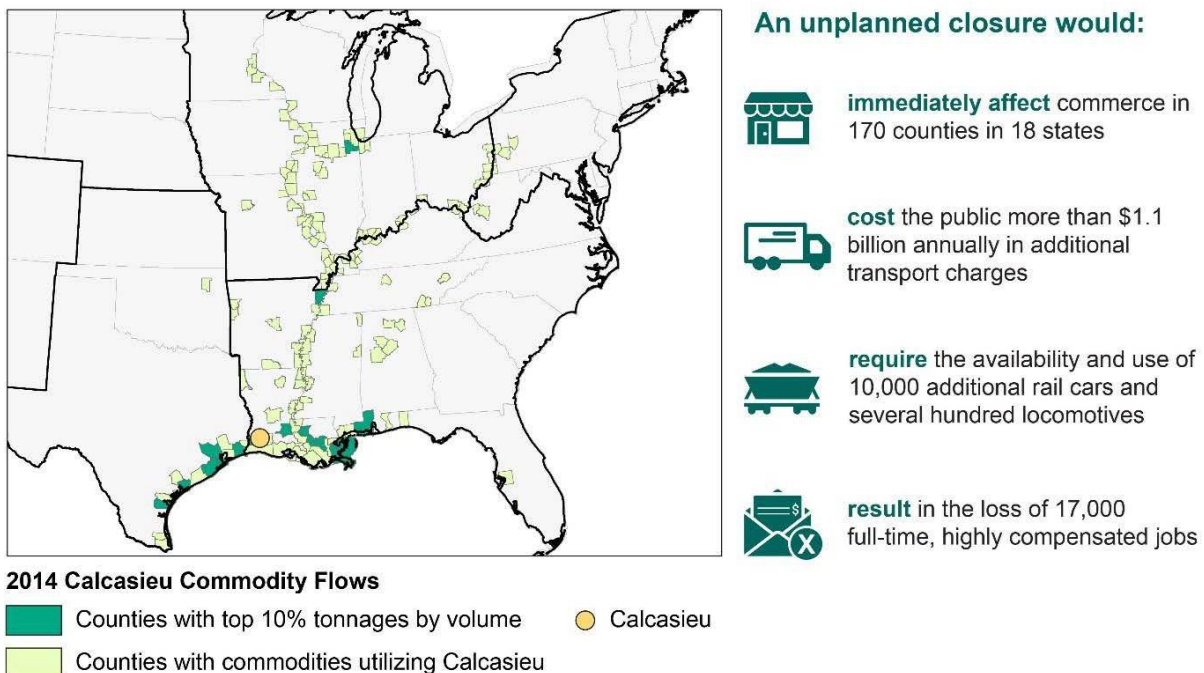 An unplanned closure would:
immediately affect commerce in
170 counties in 18 states
cost the public more than $1.1
billion annually in additional
transport charges
require the availability and use of
10,000 additional rail cars and
several hundred locomotives
$
X
result in the loss of 17,000
full-time, highly compensated jobs
2014 Calcasieu Commodity Flows
Counties with top 10% tonnages by volume
Calcasieu
Counties with commodities utilizing Calcasieu